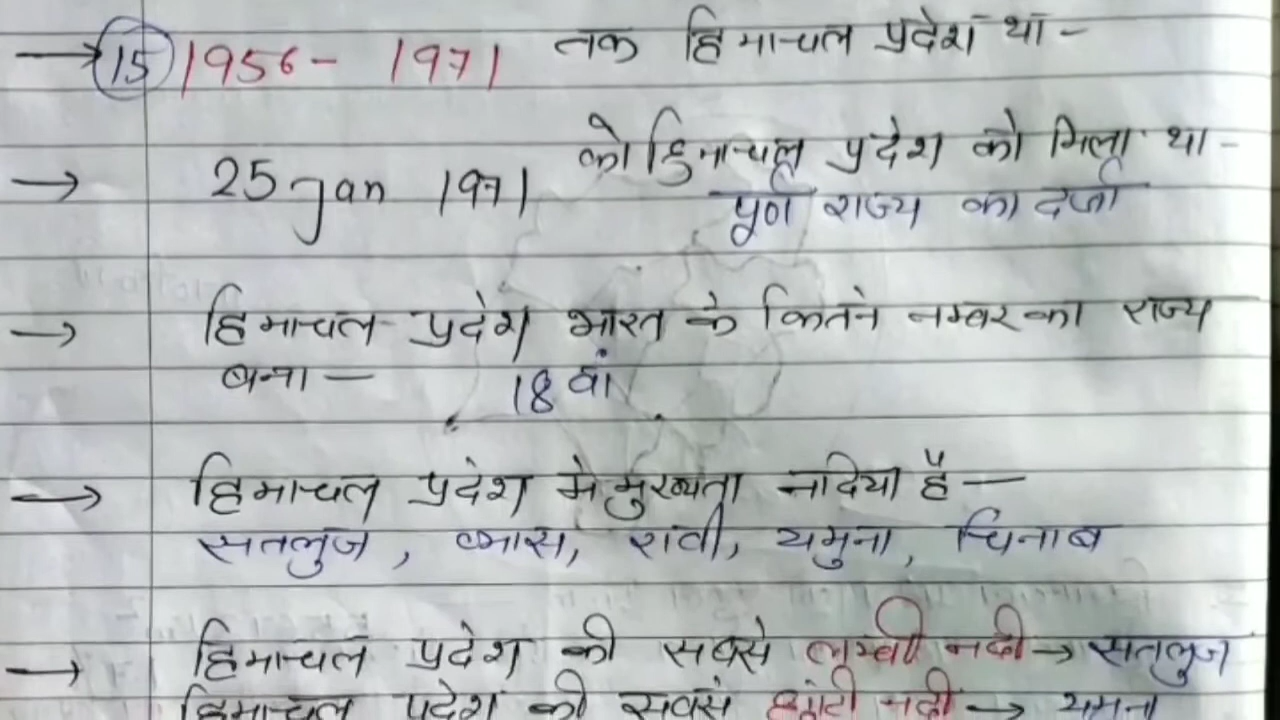 → 15 1956 - 1971 तक हिमाचल प्रदेश था -
→ 25 Jan 1971 को हिमाचल प्रदेश को मिला था -
पूर्ण राज्य का दर्जा
→ हिमाचल प्रदेश भारत के कितने नम्बर का राज्य
बना — 18 वां
→ हिमाचल प्रदेश मे मुख्यता नदिया है —
सतलुज, व्यास, रावी, यमुना, चिनाब
→ हिमाचल प्रदेश की सबसे लम्बी नदी → सतलुज
हिमाचल प्रदेश की सबसे छोटी नदी → यमुना